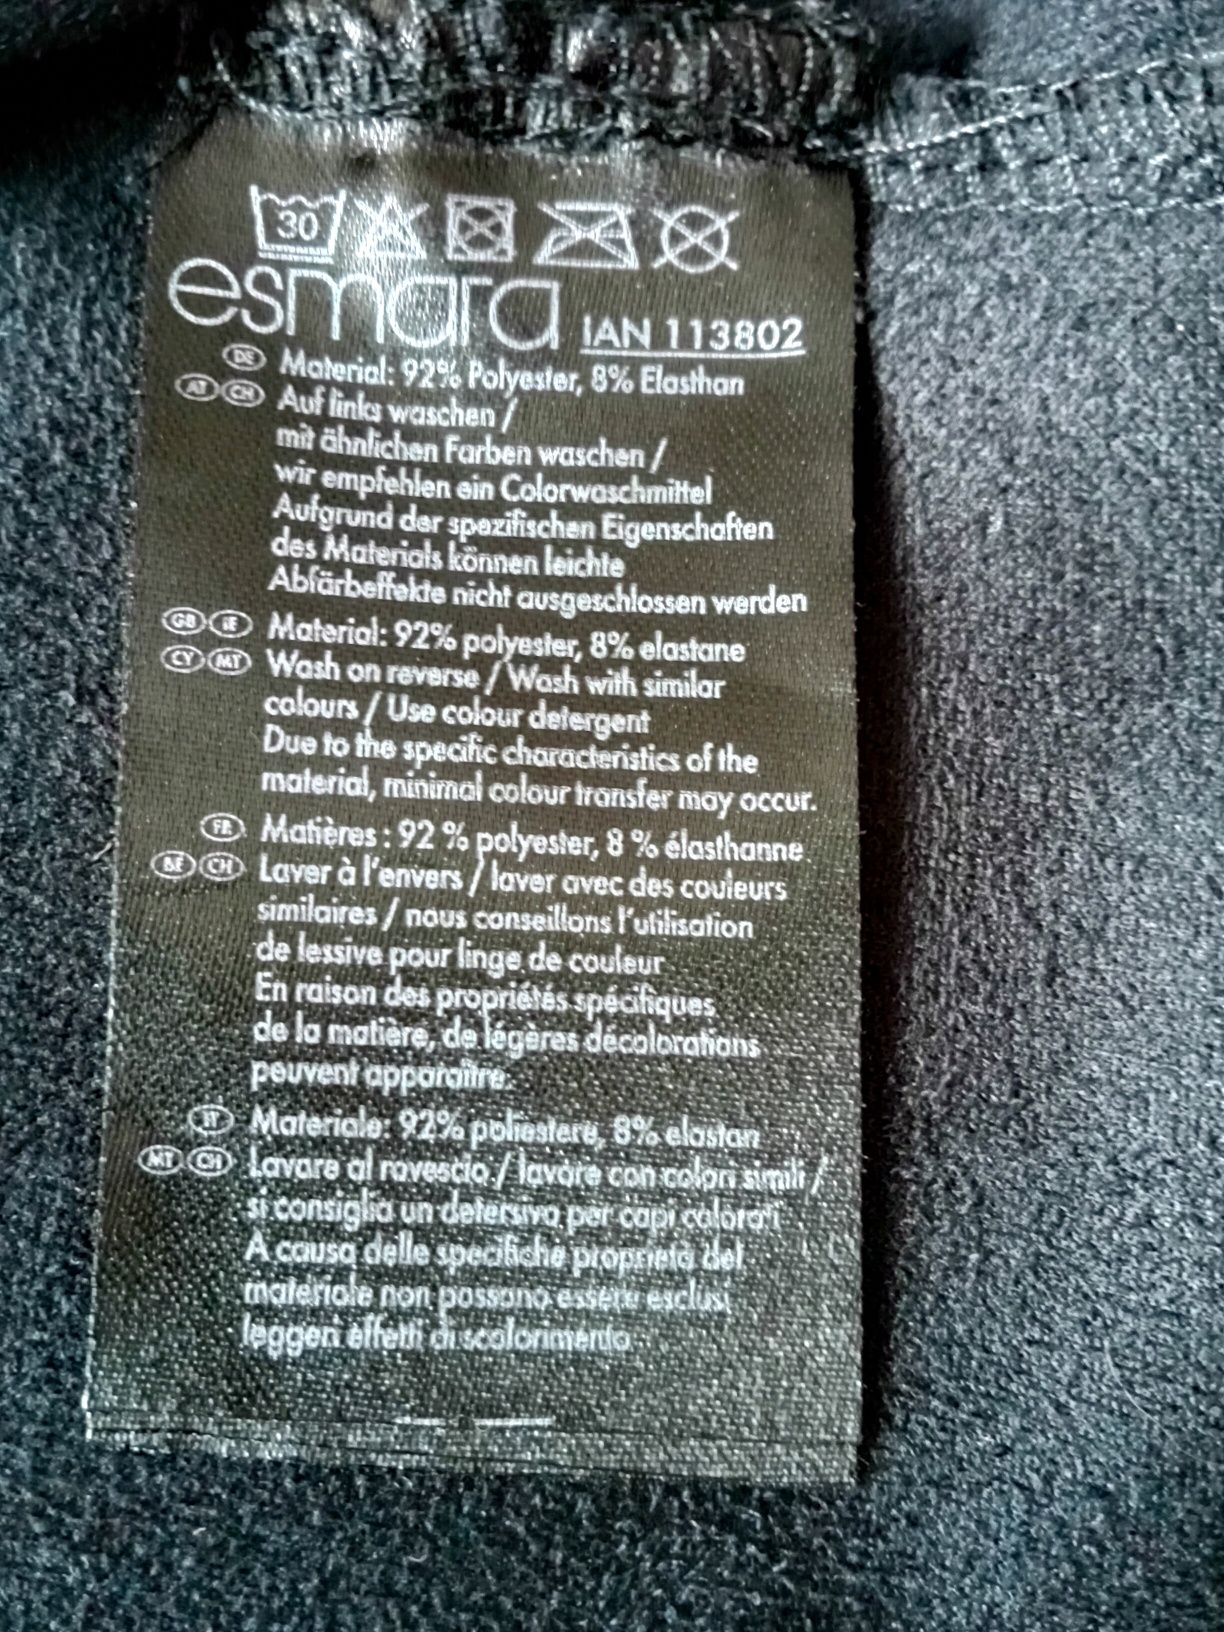 30
esmara IAN 113802
DE Material: 92% Polyester, 8% Elasthan
AT CH Auf links waschen /
mit ähnlichen Farben waschen /
wir empfehlen ein Colorwaschmittel
Aufgrund der spezifischen Eigenschaften
des Materials können leichte
Abfärbeffekte nicht ausgeschlossen werden
GB IE Material: 92% polyester, 8% elastane
CY MT Wash on reverse / Wash with similar
colours / Use colour detergent
Due to the specific characteristics of the
material, minimal colour transfer may occur.
FR Matières : 92 % polyester, 8 % élasthanne
BE CH Laver à l'envers / laver avec des couleurs
similaires / nous conseillons l'utilisation
de lessive pour linge de couleur
En raison des propriétés spécifiques
de la matière, de légères décolorations
peuvent apparaître.
IT Materiale: 92% poliestere, 8% elastan
MT CH Lavare al rovescio / lavare con colori simili /
si consiglia un detersivo per capi colorati
A causa delle specifiche proprietà del
materiale non possono essere esclusi
leggeri effetti di scolorimento